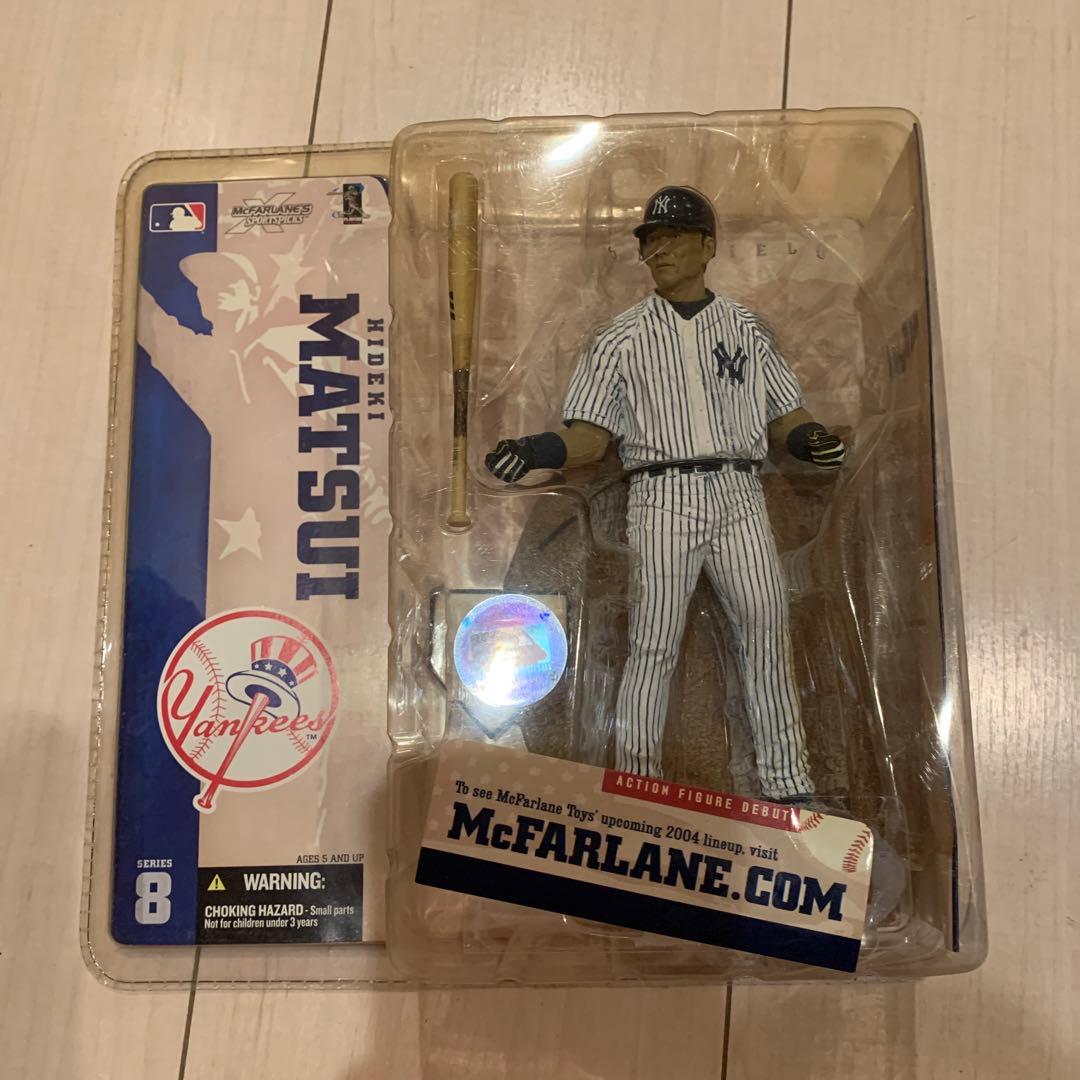 McFARLANE'S
SPORTSPICKS
HIDEKI
MATSUI
Yankees
TM
SERIES
8
AGES 5 AND UP
WARNING:
CHOKING HAZARD - Small parts
Not for children under 3 years
NY
NY
ACTION FIGURE DEBUT
To see McFarlane Toys' upcoming 2004 lineup, visit
McFARLANE.COM